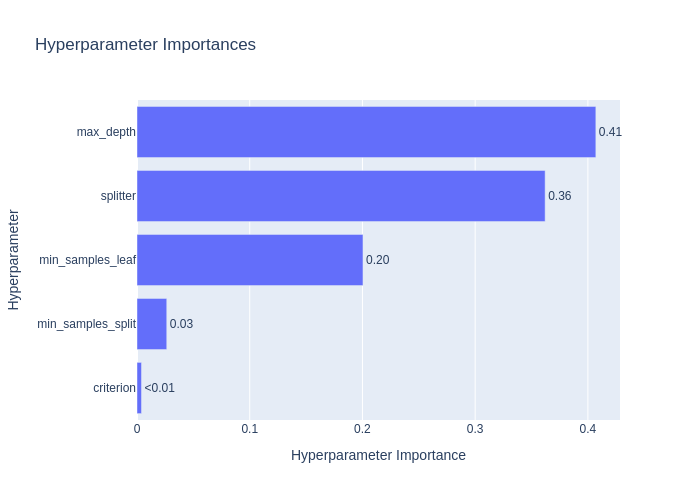 Hyperparameter Importances
Hyperparameter
max_depth 0.41
splitter 0.36
min_samples_leaf 0.20
min_samples_split 0.03
criterion <0.01
0 0.1 0.2 0.3 0.4
Hyperparameter Importance